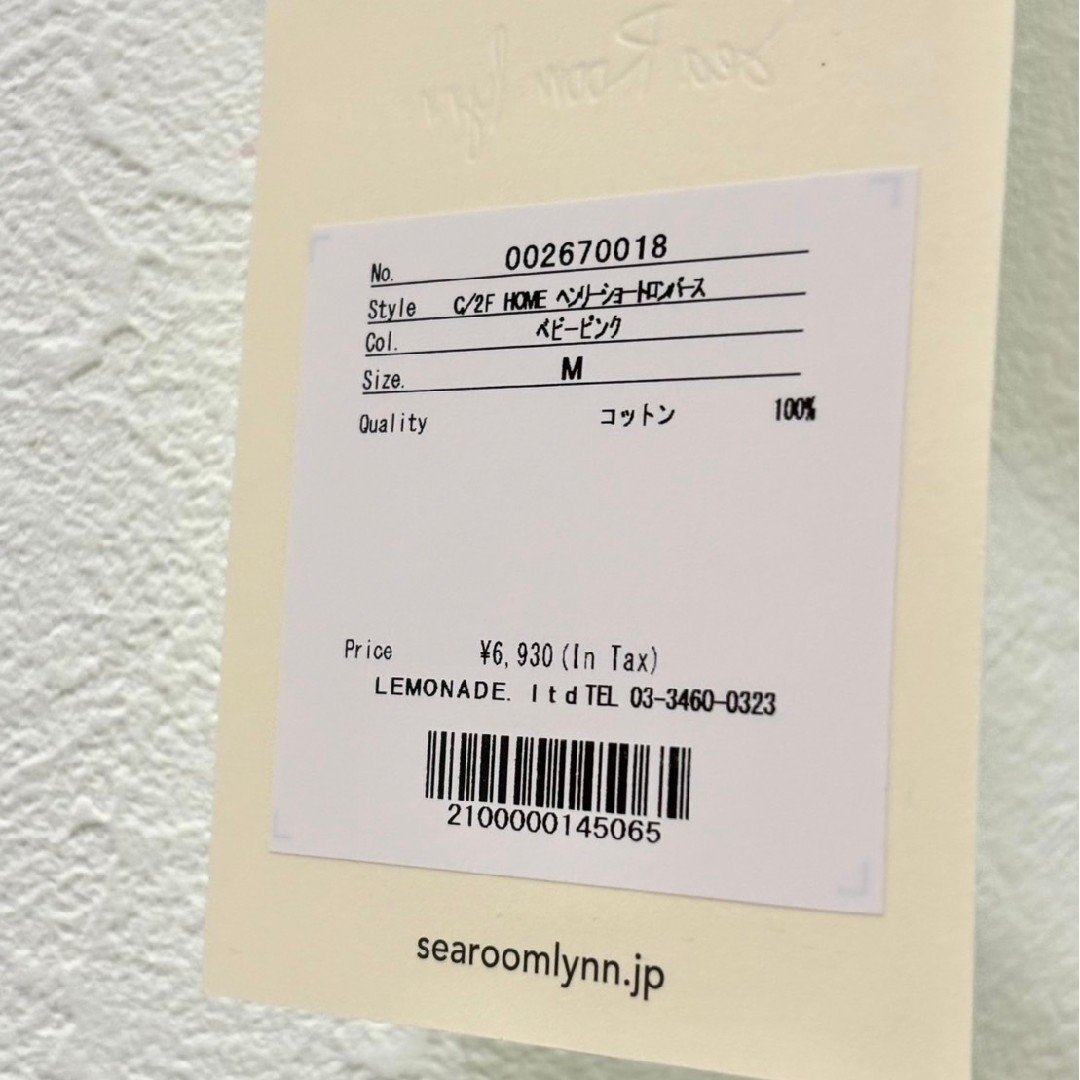 No. 002670018
Style C/2F HOME ヘンリーショートロンパース
Col. ベビーピンク
Size. M
Quality コットン 100%
Price ¥6,930(In Tax)
LEMONADE. ltd TEL 03-3460-0323
2100000145065
searoomlynn.jp